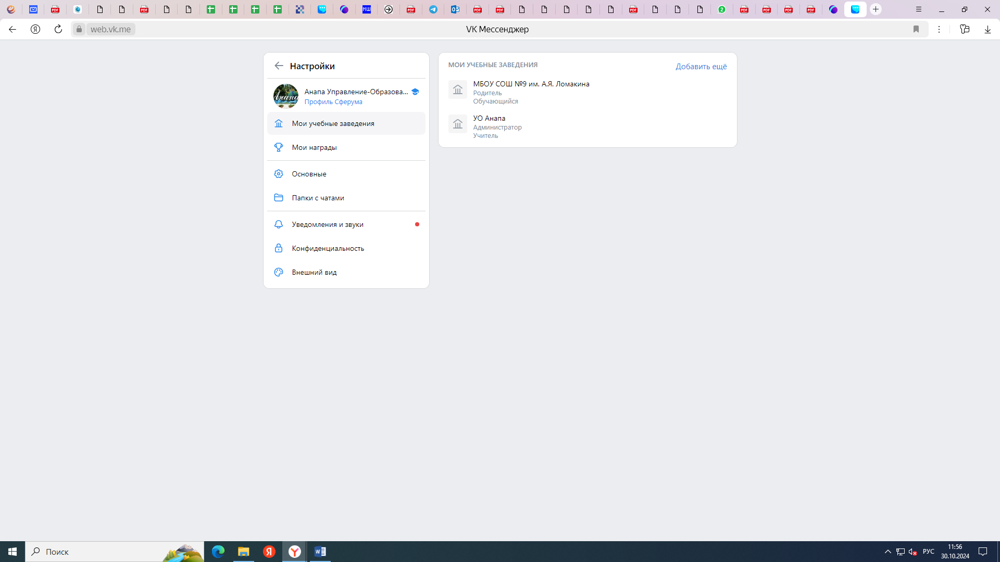 web.vk.me
VK Мессенджер
Настройки
Анапа Управление-Образова...
Профиль Сферума
Мои учебные заведения
Мои награды
Основные
Папки с чатами
Уведомления и звуки
Конфиденциальность
Внешний вид
МОИ УЧЕБНЫЕ ЗАВЕДЕНИЯ
Добавить ещё
МБОУ СОШ №9 им. А.Я. Ломакина
Родитель
Обучающийся
УО Анапа
Администратор
Учитель
Поиск
РУС
11:56
30.10.2024